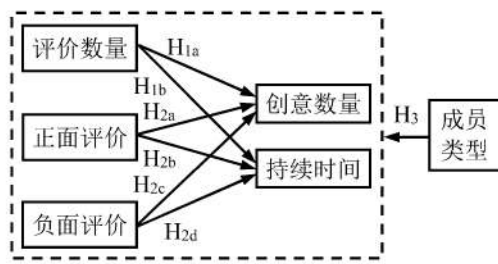 评价数量
H1a
H1b
H2a
创意数量
正面评价
H2b
H2c
持续时间
负面评价
H2d
H3
成员
类型